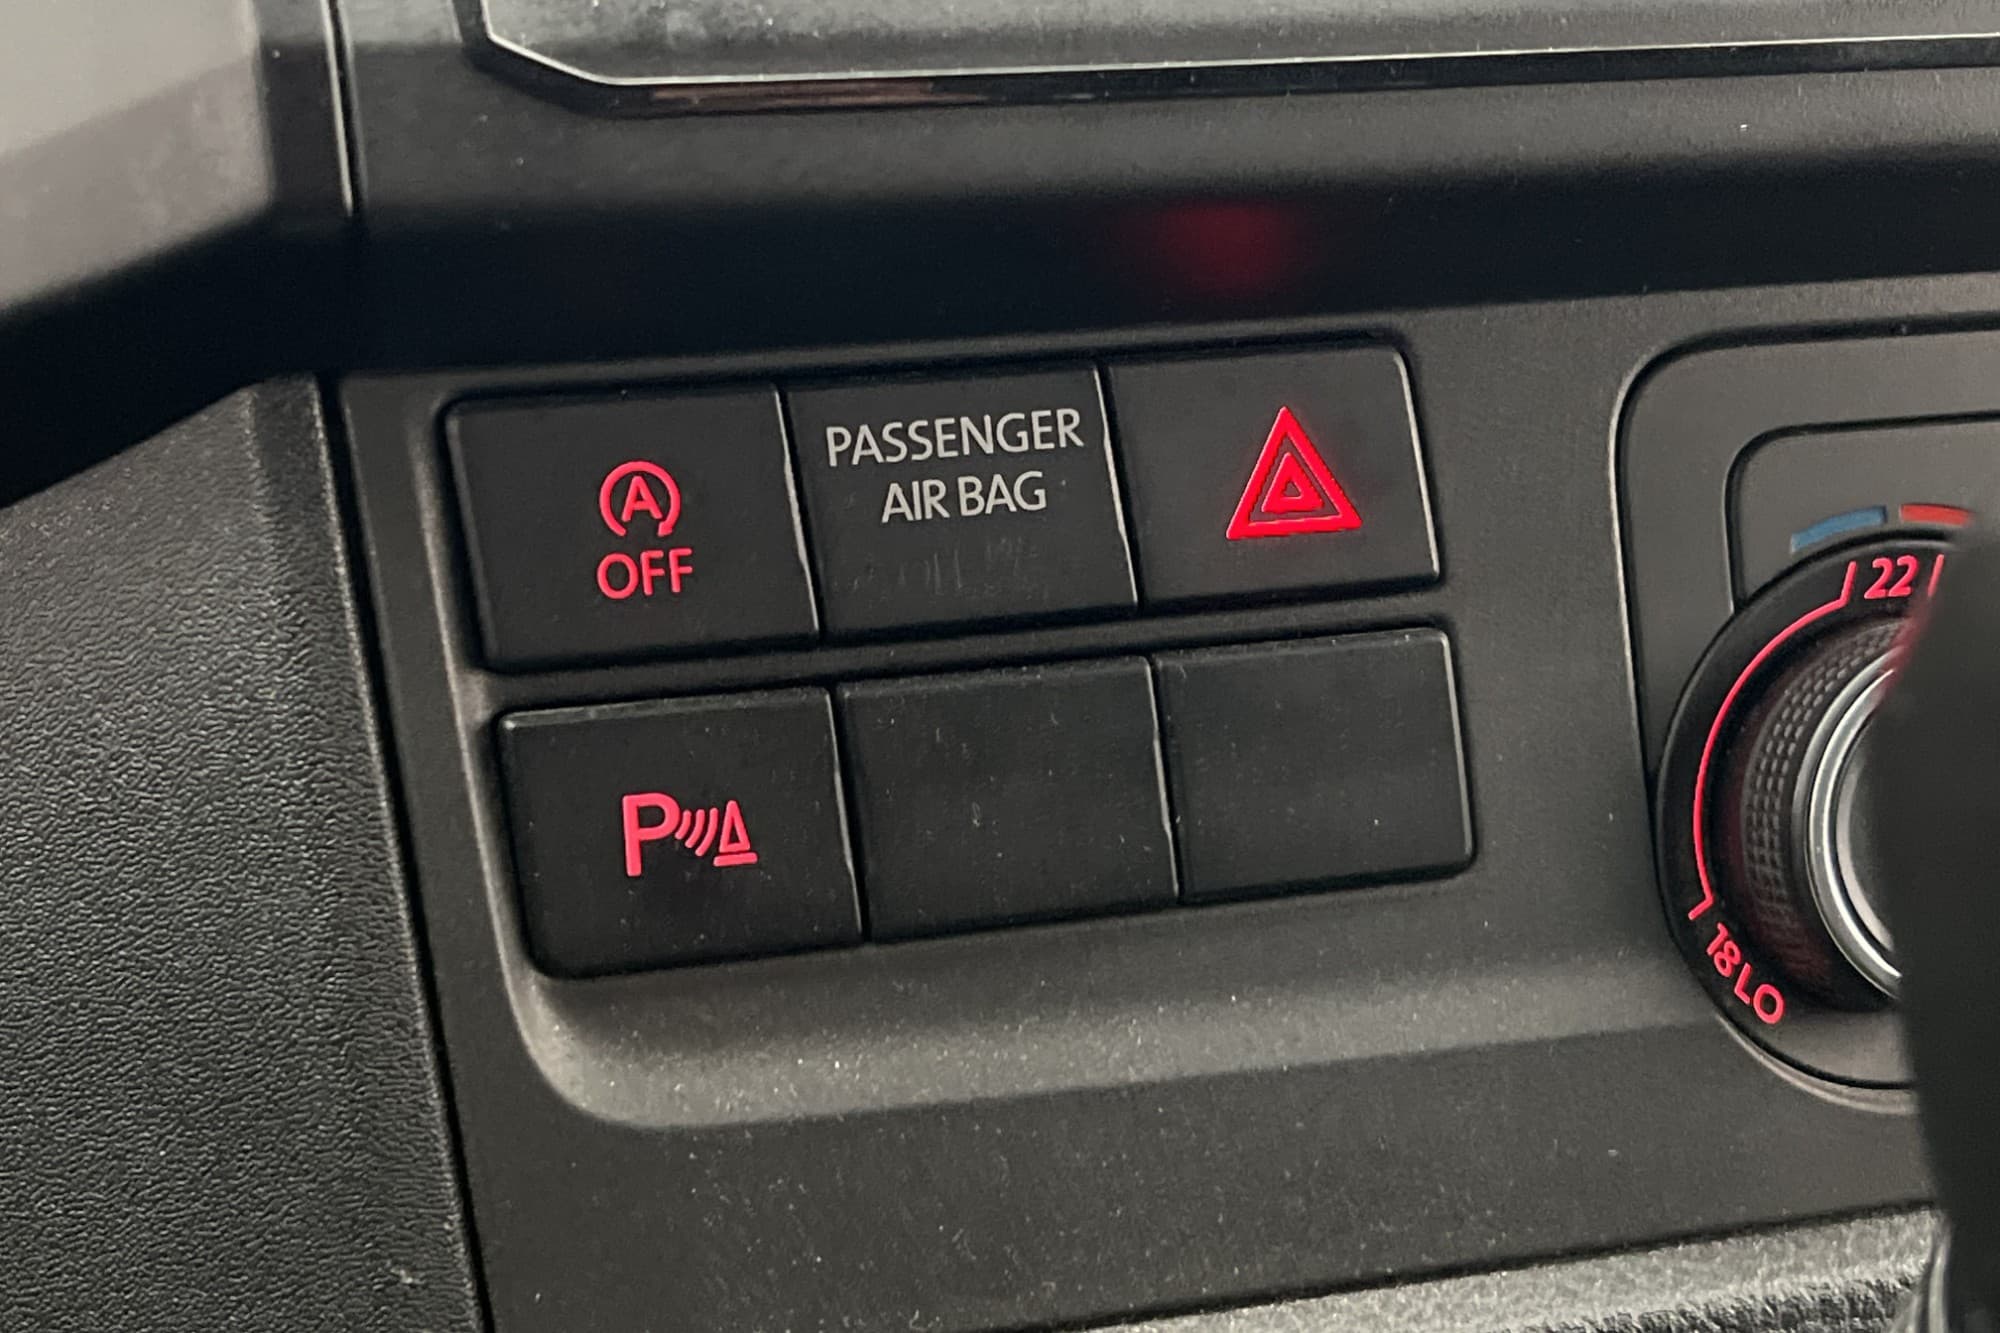 A
OFF
PASSENGER
AIR BAG
P
22
18 LO